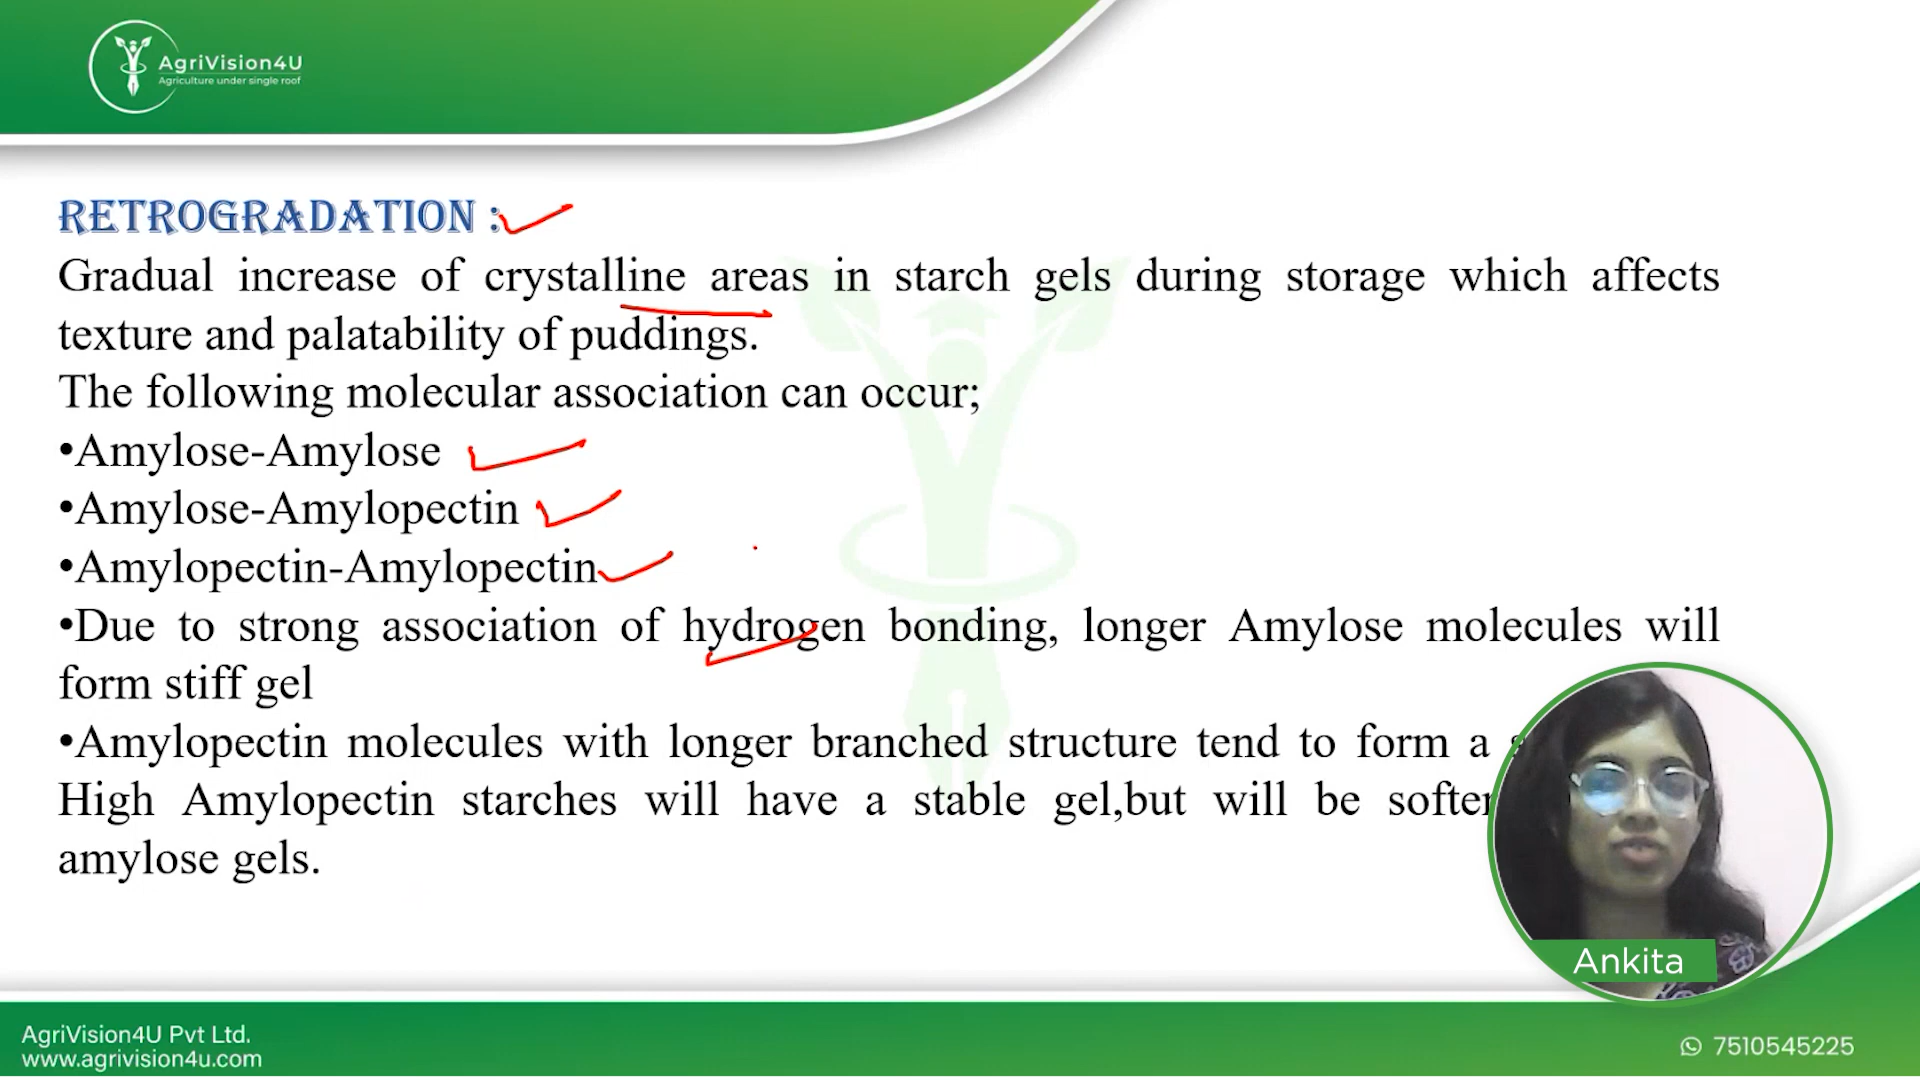 AgriVision4U
Agriculture under single roof
RETROGRADATION :
Gradual increase of crystalline areas in starch gels during storage which affects
texture and palatability of puddings.
The following molecular association can occur;
•Amylose-Amylose
•Amylose-Amylopectin
•Amylopectin-Amylopectin
•Due to strong association of hydrogen bonding, longer Amylose molecules will
form stiff gel
•Amylopectin molecules with longer branched structure tend to form a
High Amylopectin starches will have a stable gel,but will be softer
amylose gels.
Ankita
AgriVision4U Pvt Ltd.
www.agrivision4u.com
7510545225